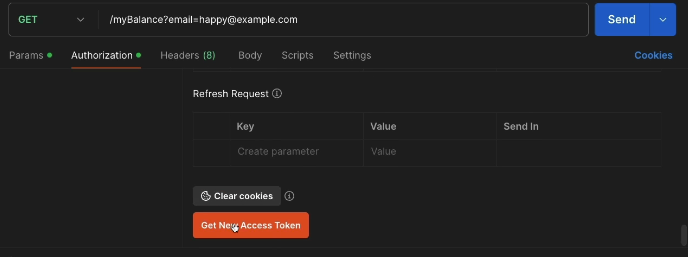 GET /myBalance?email=happy@example.com Send
Params Authorization Headers (8) Body Scripts Settings Cookies
Refresh Request
Key Value Send In
Create parameter Value
Clear cookies
Get New Access Token